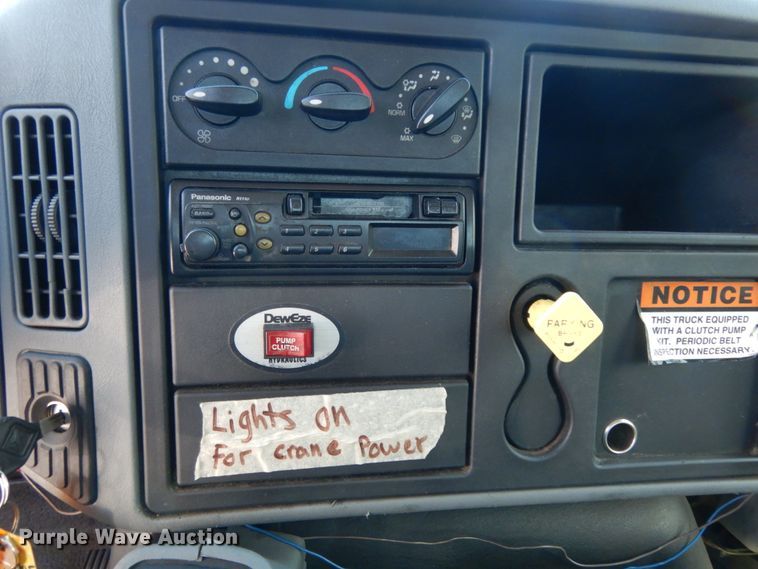 OFF
NORM
MAX
Panasonic
DEWEZE
PUMP
CLUTCH
HYDRAULICS
Lights on
For crane Power
PARKING
NOTICE
THIS TRUCK EQUIPPED
WITH A CLUTCH PUMP
KIT. PERIODIC BELT
INSPECTION NECESSARY
Purple Wave Auction